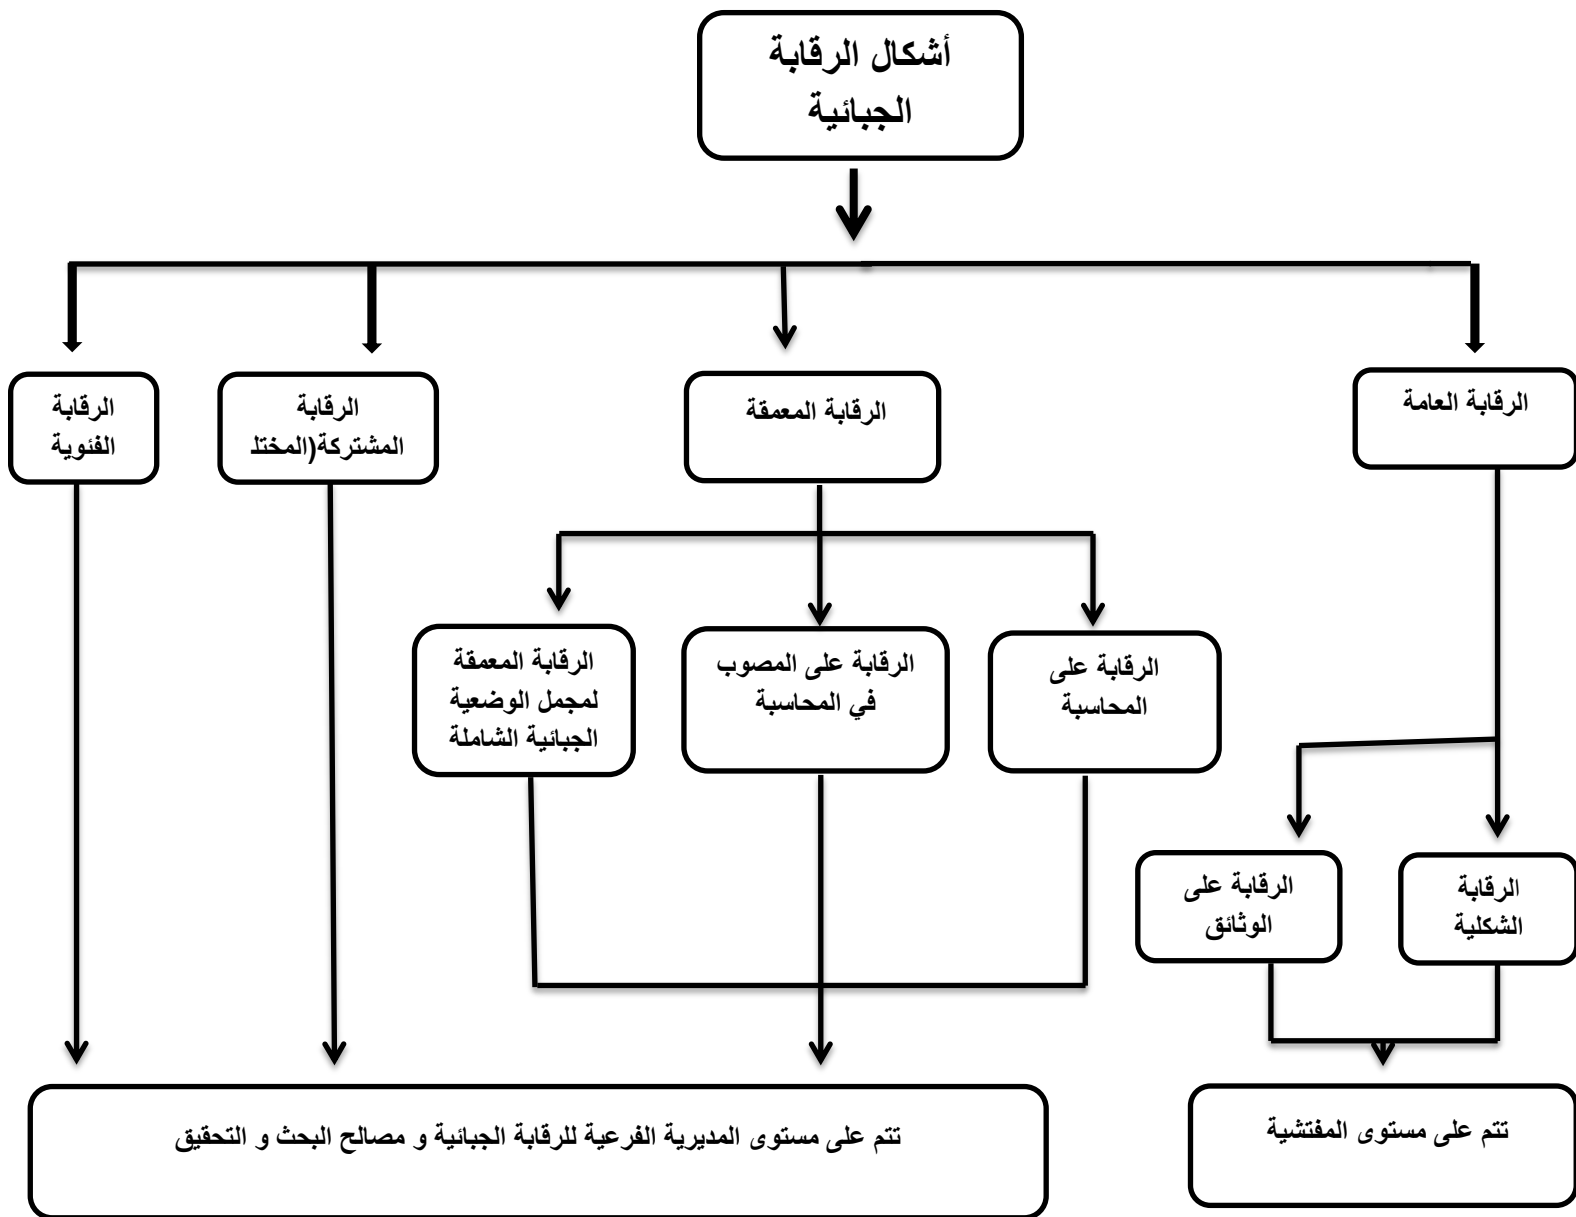 أشكال الرقابة
الجبائية
الرقابة العامة
الرقابة المعمقة
الرقابة
المشتركة(المختل
الرقابة
الفئوية
الرقابة على
المحاسبة
الرقابة على المصوب
في المحاسبة
الرقابة المعمقة
لمجمل الوضعية
الجبائية الشاملة
الرقابة
الشكلية
الرقابة على
الوثائق
تتم على مستوى المفتشية
تتم على مستوى المديرية الفرعية للرقابة الجبائية و مصالح البحث و التحقيق